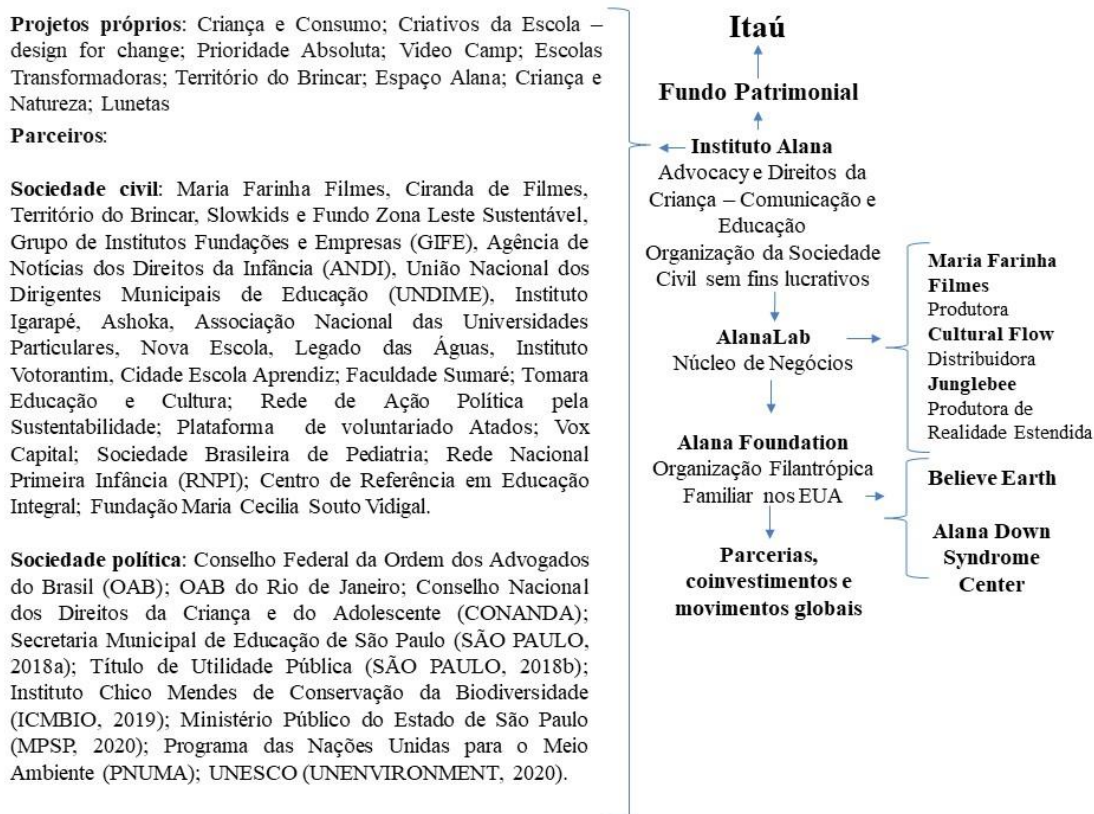 Projetos próprios: Criança e Consumo; Criativos da Escola –
design for change; Prioridade Absoluta; Video Camp; Escolas
Transformadoras; Território do Brincar; Espaço Alana; Criança e
Natureza; Lunetas
Parceiros:
Sociedade civil: Maria Farinha Filmes, Ciranda de Filmes,
Território do Brincar, Slowkids e Fundo Zona Leste Sustentável,
Grupo de Institutos Fundações e Empresas (GIFE), Agência de
Notícias dos Direitos da Infância (ANDI), União Nacional dos
Dirigentes Municipais de Educação (UNDIME), Instituto
Igarapé, Ashoka, Associação Nacional das Universidades
Particulares, Nova Escola, Legado das Águas, Instituto
Votorantim, Cidade Escola Aprendiz; Faculdade Sumaré; Tomara
Educação e Cultura; Rede de Ação Política pela
Sustentabilidade; Plataforma de voluntariado Atados; Vox
Capital; Sociedade Brasileira de Pediatria; Rede Nacional
Primeira Infância (RNPI); Centro de Referência em Educação
Integral; Fundação Maria Cecilia Souto Vidigal.
Sociedade política: Conselho Federal da Ordem dos Advogados
do Brasil (OAB); OAB do Rio de Janeiro; Conselho Nacional
dos Direitos da Criança e do Adolescente (CONANDA);
Secretaria Municipal de Educação de São Paulo (SÃO PAULO,
2018a); Título de Utilidade Pública (SÃO PAULO, 2018b);
Instituto Chico Mendes de Conservação da Biodiversidade
(ICMBIO, 2019); Ministério Público do Estado de São Paulo
(MPSP, 2020); Programa das Nações Unidas para o Meio
Ambiente (PNUMA); UNESCO (UNENVIRONMENT, 2020).
Itaú
Fundo Patrimonial
Instituto Alana
Advocacy e Direitos da
Criança – Comunicação e
Educação
Organização da Sociedade
Civil sem fins lucrativos
AlanaLab
Núcleo de Negócios
Alana Foundation
Organização Filantrópica
Familiar nos EUA
Parcerias,
coinvestimentos e
movimentos globais
Maria Farinha
Filmes
Produtora
Cultural Flow
Distribuidora
Junglebee
Produtora de
Realidade Estendida
Believe Earth
Alana Down
Syndrome
Center